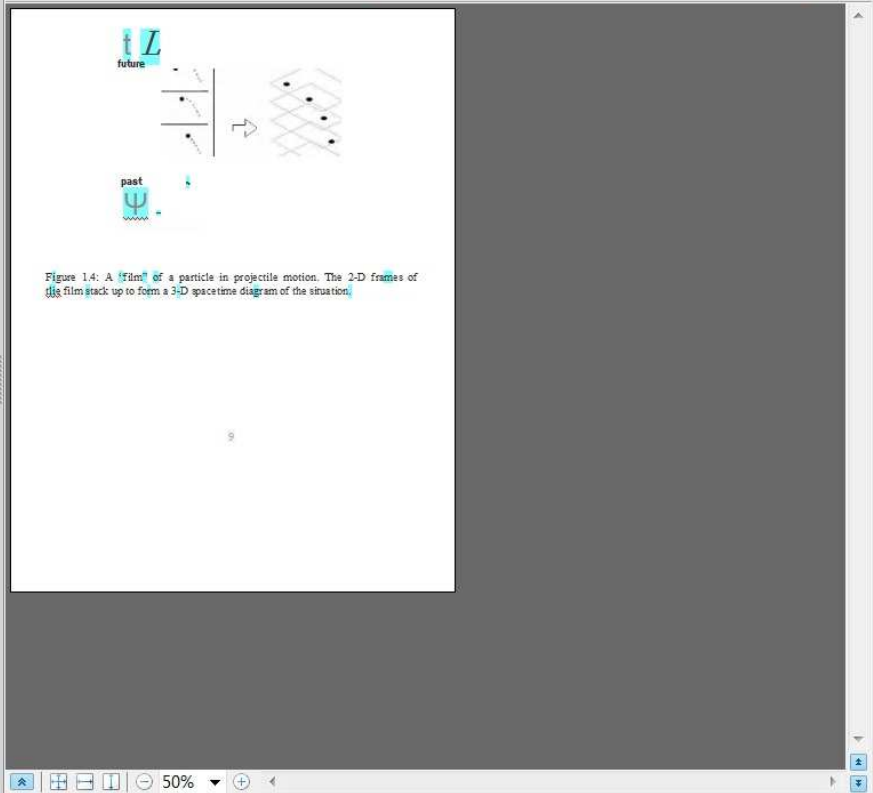 t L
future
past
Ψ -
Figure 1.4: A “film” of a particle in projectile motion. The 2-D frames of
the film stack up to form a 3-D spacetime diagram of the situation.
9
50%